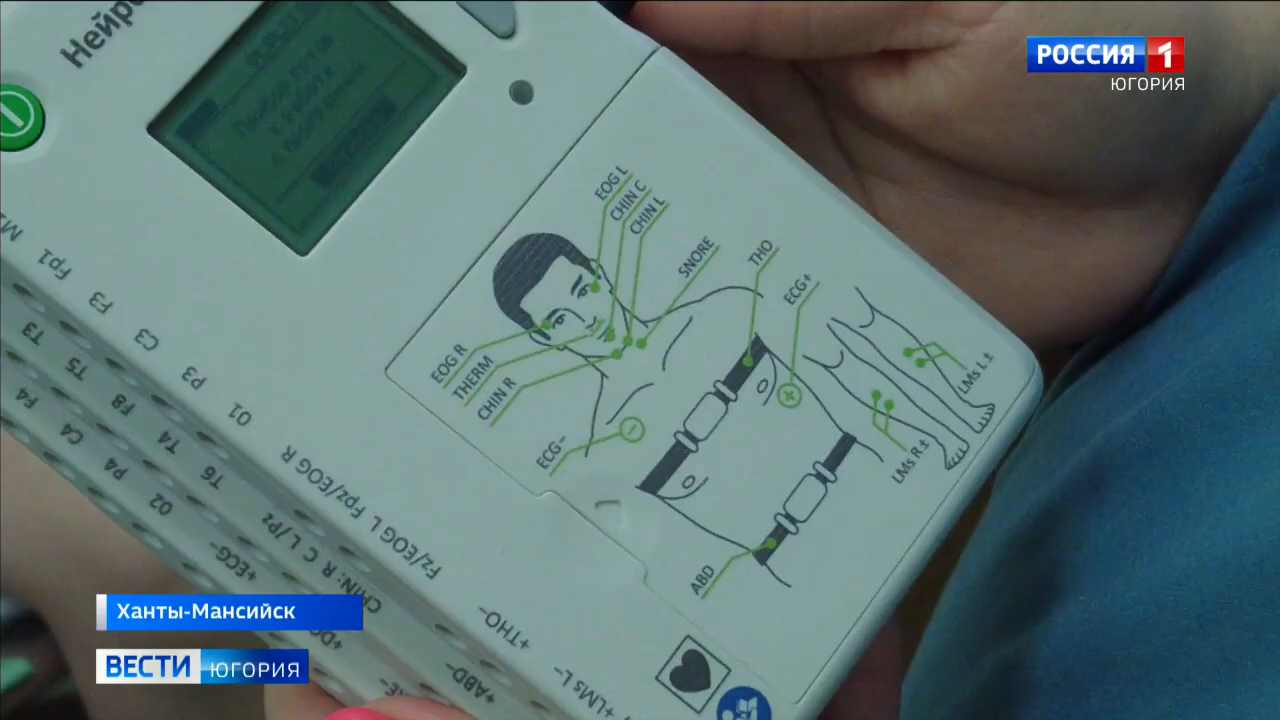 Нейро
РОССИЯ 1
ЮГОРИЯ
EOG L
CHIN C
CHIN L
SNORE
THO
ECG+
EOG R
THERM
CHIN R
ECG−
LMs L±
LMs R±
ABD
Fp1
F3
C3
P3
O1
Fpz/EOG R
Fz/EOG L
T3
T5
F8
T4
T6
CHIN: R C L/Pz
+THO−
F4
C4
P4
O2
+ECG−
+ABD−
+LMs L−
Ханты-Мансийск
ВЕСТИ ЮГОРИЯ